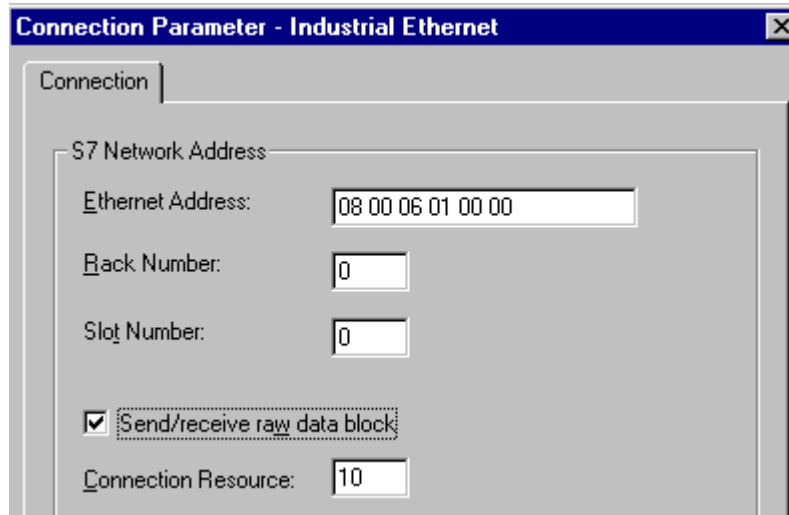 Connection Parameter - Industrial Ethernet
Connection
S7 Network Address
Ethernet Address: 08 00 06 01 00 00
Rack Number: 0
Slot Number: 0
Send/receive raw data block
Connection Resource: 10